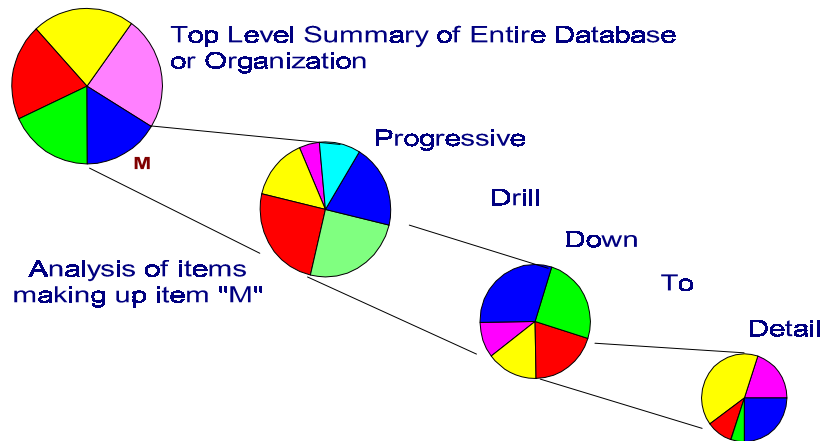 Top Level Summary of Entire Database
or Organization
M
Progressive
Drill
Down
To
Detail
Analysis of items
making up item "M"